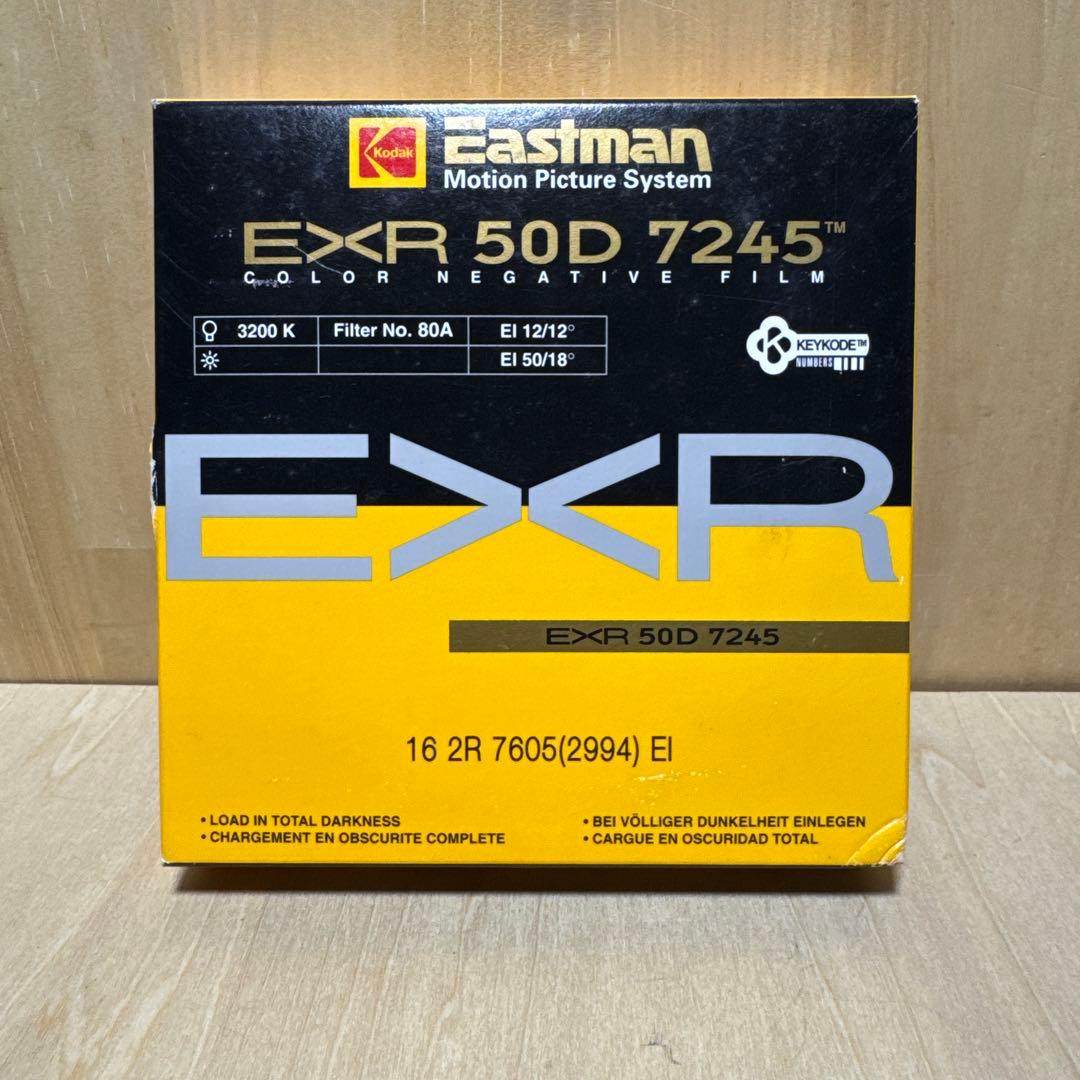 Kodak
Eastman
Motion Picture System
EXR 50D 7245™
COLOR NEGATIVE FILM
3200 K Filter No. 80A EI 12/12°
EI 50/18°
KEYKODE™
NUMBERS
EXR
EXR 50D 7245
16 2R 7605(2994) EI
• LOAD IN TOTAL DARKNESS
• CHARGEMENT EN OBSCURITE COMPLETE
• BEI VÖLLIGER DUNKELHEIT EINLEGEN
• CARGUE EN OSCURIDAD TOTAL